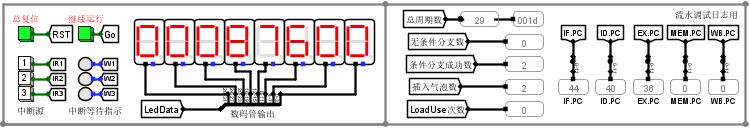 总复位 继续运行
RST Go
00087600
1 IR1 W1
2 IR2 W2
3 IR3 W3
中断源 中断等待指示
LedData
数码管输出
总周期数 29 001d
无条件分支数 0
条件分支成功数 2
插入气泡数 2
LoadUse次数 0
流水调试日志用
IF.PC ID.PC EX.PC MEM.PC WB.PC
44 40 36 0 0
IF.PC ID.PC EX.PC MEM.PC WB.PC